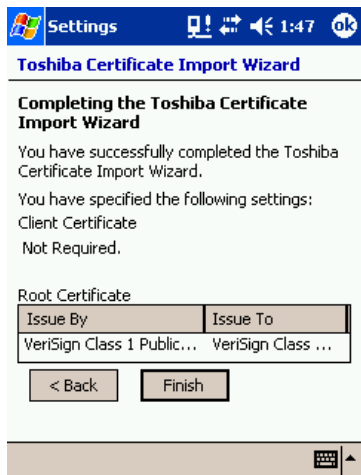 Settings 1:47 ok
Toshiba Certificate Import Wizard
Completing the Toshiba Certificate
Import Wizard
You have successfully completed the Toshiba
Certificate Import Wizard.
You have specified the following settings:
Client Certificate
Not Required.
Root Certificate
Issue By Issue To
VeriSign Class 1 Public... VeriSign Class ...
< Back Finish